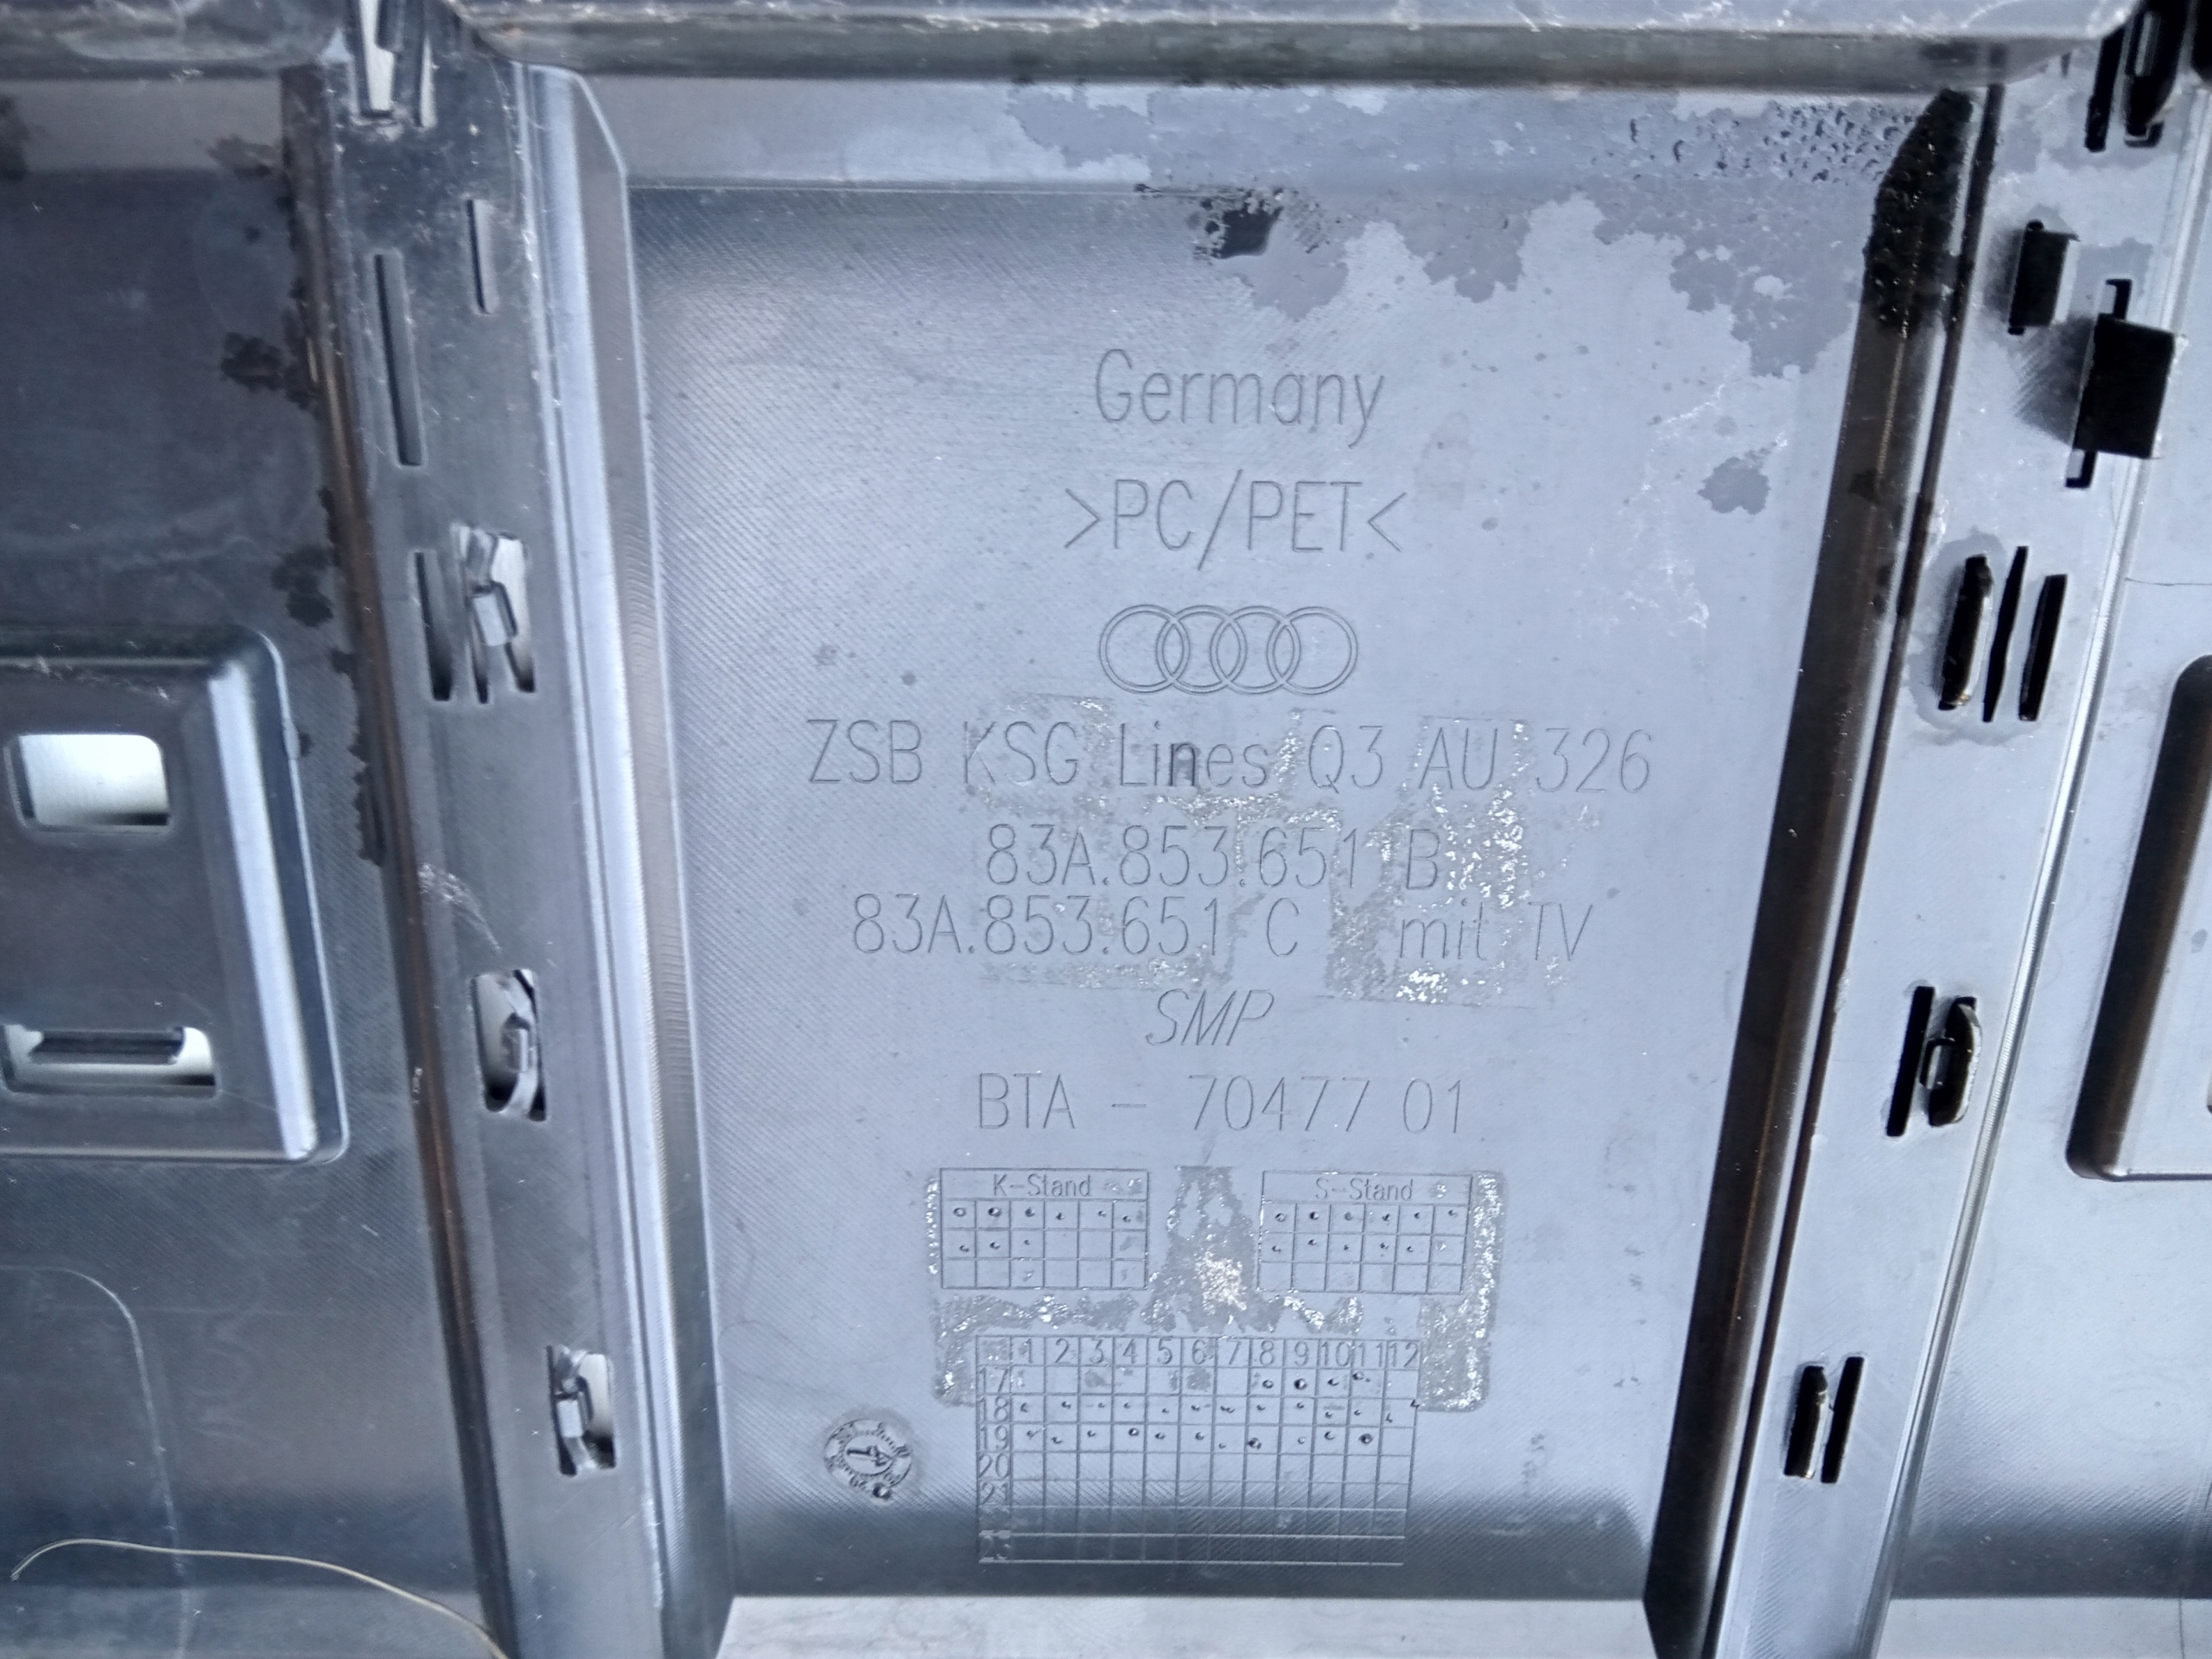 Germany
>PC/PET<
ZSB KSG Lines Q3 AU 326
83A.853.651 B
83A.853.651 C mit TV
SMP
BTA - 70477 01
K-Stand S-Stand
1 2 3 4 5 6 7 8 9 10 11 12
17
18
19
20
21
23